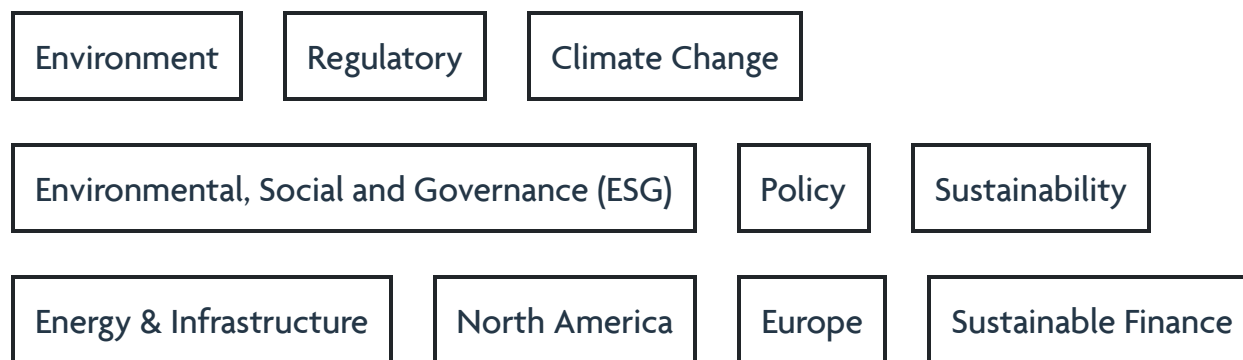 Environment Regulatory Climate Change
Environmental, Social and Governance (ESG) Policy Sustainability
Energy & Infrastructure North America Europe Sustainable Finance